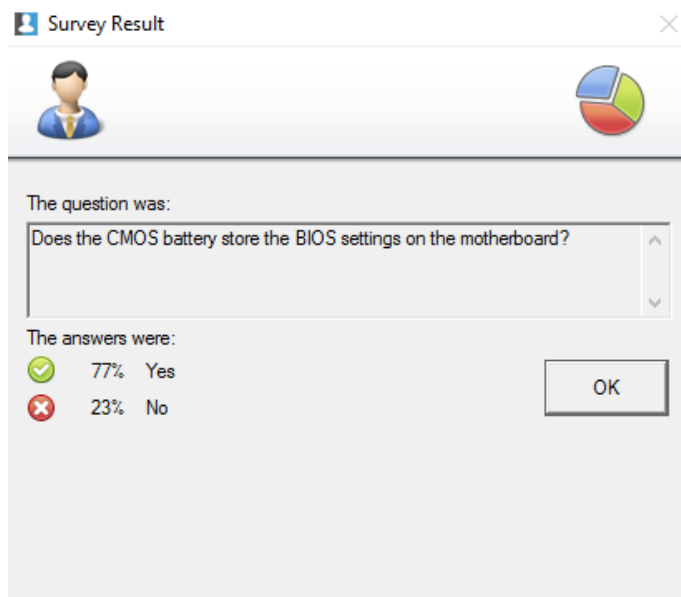 Survey Result
The question was:
Does the CMOS battery store the BIOS settings on the motherboard?
The answers were:
77% Yes
23% No
OK